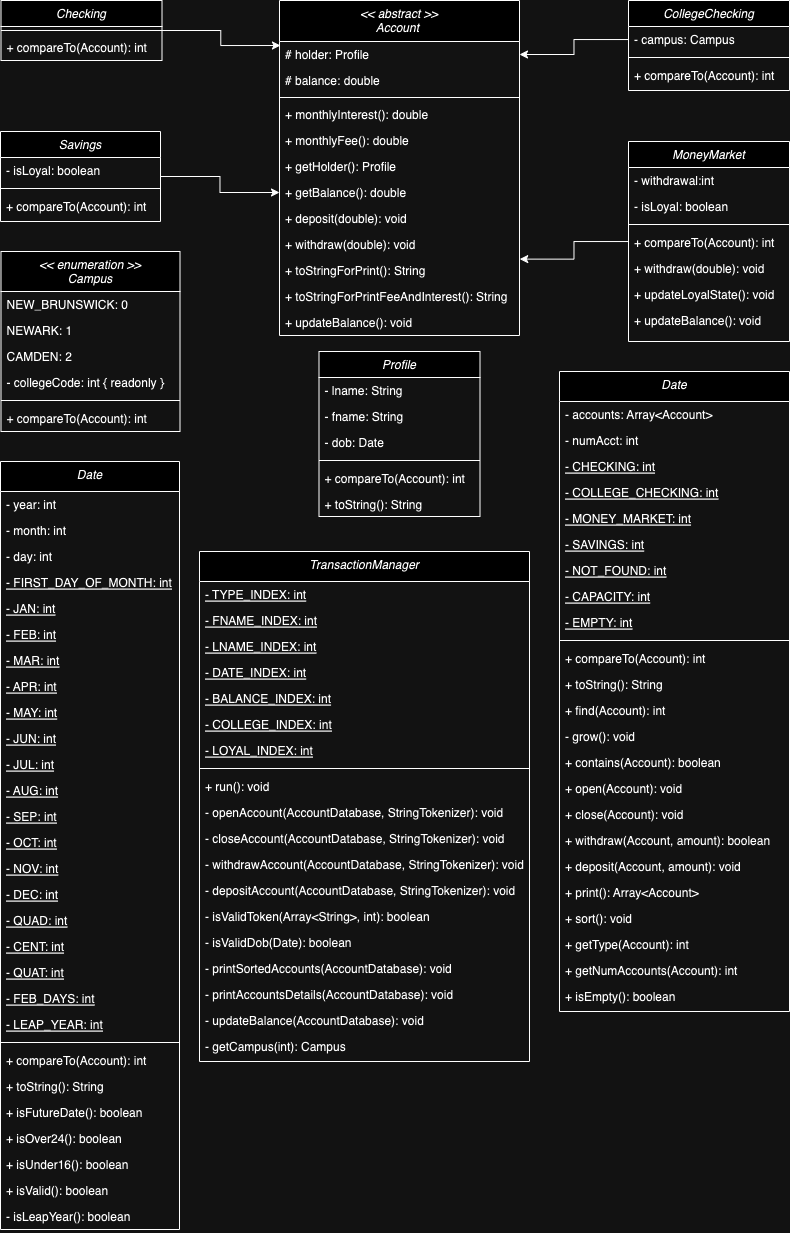 Checking
+ compareTo(Account): int
<< abstract >>
Account
# holder: Profile
# balance: double
+ monthlyInterest(): double
+ monthlyFee(): double
+ getHolder(): Profile
+ getBalance(): double
+ deposit(double): void
+ withdraw(double): void
+ toStringForPrint(): String
+ toStringForPrintFeeAndInterest(): String
+ updateBalance(): void
CollegeChecking
- campus: Campus
+ compareTo(Account): int
Savings
- isLoyal: boolean
+ compareTo(Account): int
MoneyMarket
- withdrawal:int
- isLoyal: boolean
+ compareTo(Account): int
+ withdraw(double): void
+ updateLoyalState(): void
+ updateBalance(): void
<< enumeration >>
Campus
NEW_BRUNSWICK: 0
NEWARK: 1
CAMDEN: 2
- collegeCode: int { readonly }
+ compareTo(Account): int
Profile
- lname: String
- fname: String
- dob: Date
+ compareTo(Account): int
+ toString(): String
Date
- accounts: Array<Account>
- numAcct: int
- CHECKING: int
- COLLEGE_CHECKING: int
- MONEY_MARKET: int
- SAVINGS: int
- NOT_FOUND: int
- CAPACITY: int
- EMPTY: int
+ compareTo(Account): int
+ toString(): String
+ find(Account): int
- grow(): void
+ contains(Account): boolean
+ open(Account): void
+ close(Account): void
+ withdraw(Account, amount): boolean
+ deposit(Account, amount): void
+ print(): Array<Account>
+ sort(): void
+ getType(Account): int
+ getNumAccounts(Account): int
+ isEmpty(): boolean
Date
- year: int
- month: int
- day: int
- FIRST_DAY_OF_MONTH: int
- JAN: int
- FEB: int
- MAR: int
- APR: int
- MAY: int
- JUN: int
- JUL: int
- AUG: int
- SEP: int
- OCT: int
- NOV: int
- DEC: int
- QUAD: int
- CENT: int
- QUAT: int
- FEB_DAYS: int
- LEAP_YEAR: int
+ compareTo(Account): int
+ toString(): String
+ isFutureDate(): boolean
+ isOver24(): boolean
+ isUnder16(): boolean
+ isValid(): boolean
- isLeapYear(): boolean
TransactionManager
- TYPE_INDEX: int
- FNAME_INDEX: int
- LNAME_INDEX: int
- DATE_INDEX: int
- BALANCE_INDEX: int
- COLLEGE_INDEX: int
- LOYAL_INDEX: int
+ run(): void
- openAccount(AccountDatabase, StringTokenizer): void
- closeAccount(AccountDatabase, StringTokenizer): void
- withdrawAccount(AccountDatabase, StringTokenizer): void
- depositAccount(AccountDatabase, StringTokenizer): void
- isValidToken(Array<String>, int): boolean
- isValidDob(Date): boolean
- printSortedAccounts(AccountDatabase): void
- printAccountsDetails(AccountDatabase): void
- updateBalance(AccountDatabase): void
- getCampus(int): Campus